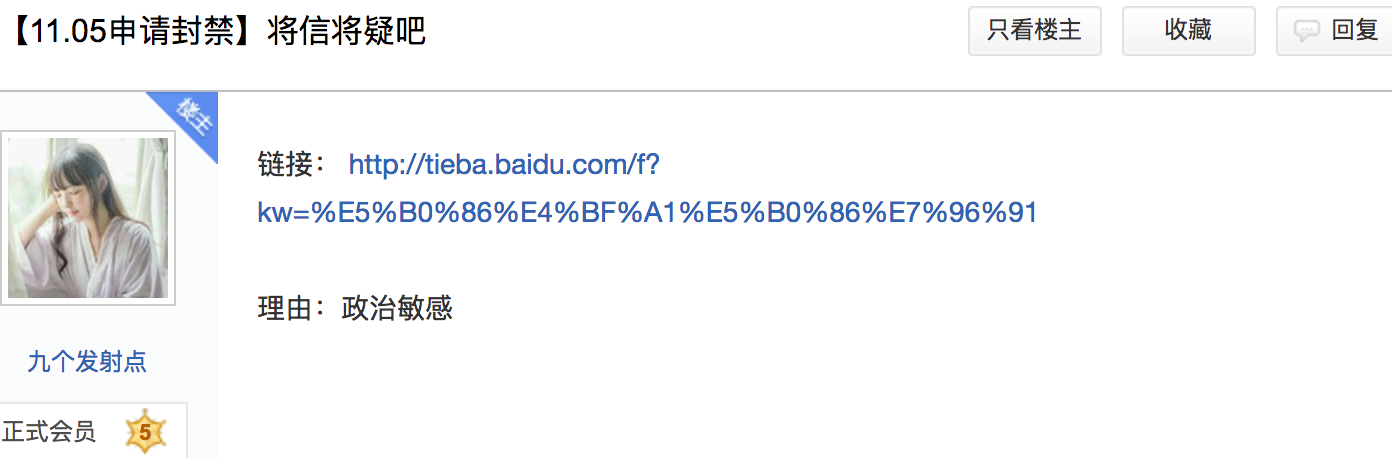 【11.05申请封禁】将信将疑吧
只看楼主
收藏
回复
楼主
链接： http://tieba.baidu.com/f?
kw=%E5%B0%86%E4%BF%A1%E5%B0%86%E7%96%91
理由：政治敏感
九个发射点
正式会员
5